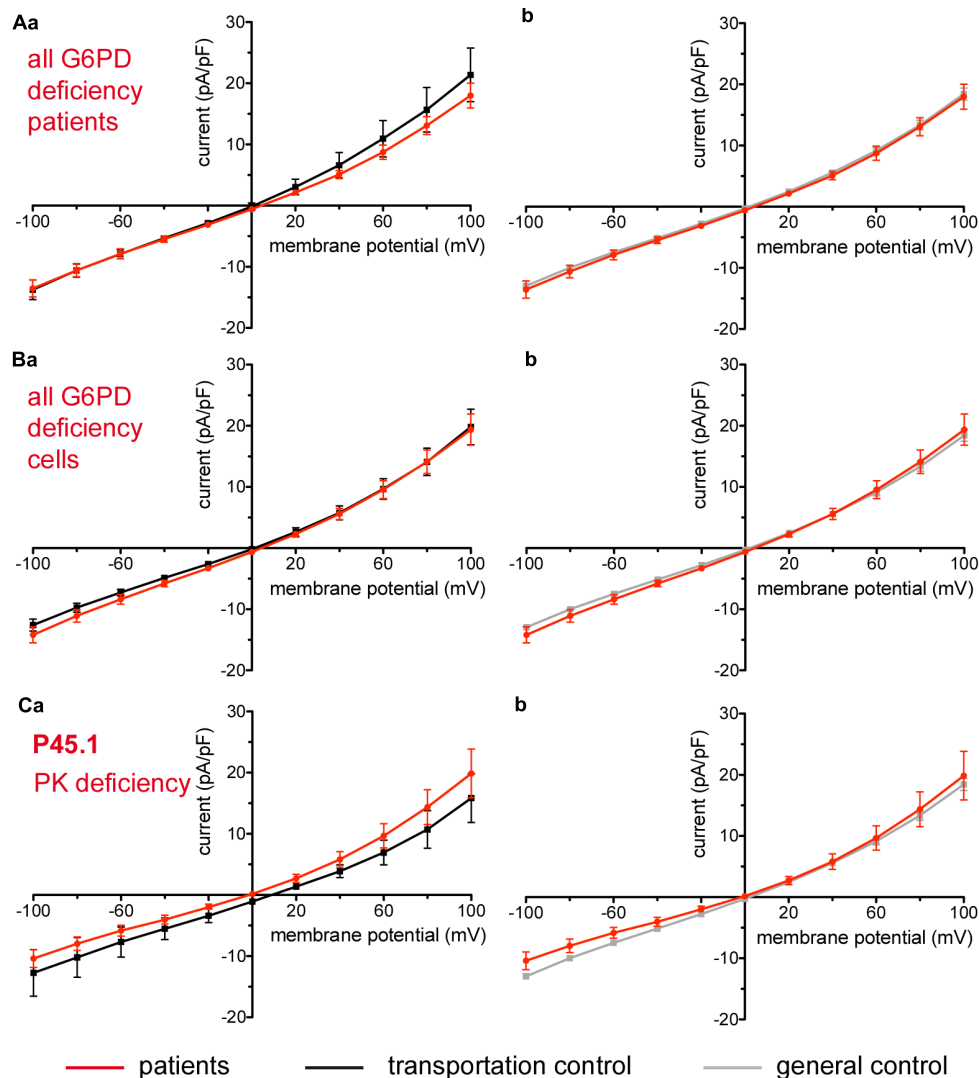 Aa
all G6PD
deficiency
patients
current (pA/pF)
30
20
10
-100
-60
20
60
100
membrane potential (mV)
-10
-20
b
current (pA/pF)
30
20
10
-100
-60
20
60
100
membrane potential (mV)
-10
-20
Ba
all G6PD
deficiency
cells
current (pA/pF)
30
20
10
-100
-60
20
60
100
membrane potential (mV)
-10
-20
b
current (pA/pF)
30
20
10
-100
-60
20
60
100
membrane potential (mV)
-10
-20
Ca
P45.1
PK deficiency
current (pA/pF)
30
20
10
-100
-60
20
60
100
membrane potential (mV)
-10
-20
b
current (pA/pF)
30
20
10
-100
-60
20
60
100
membrane potential (mV)
-10
-20
patients
transportation control
general control